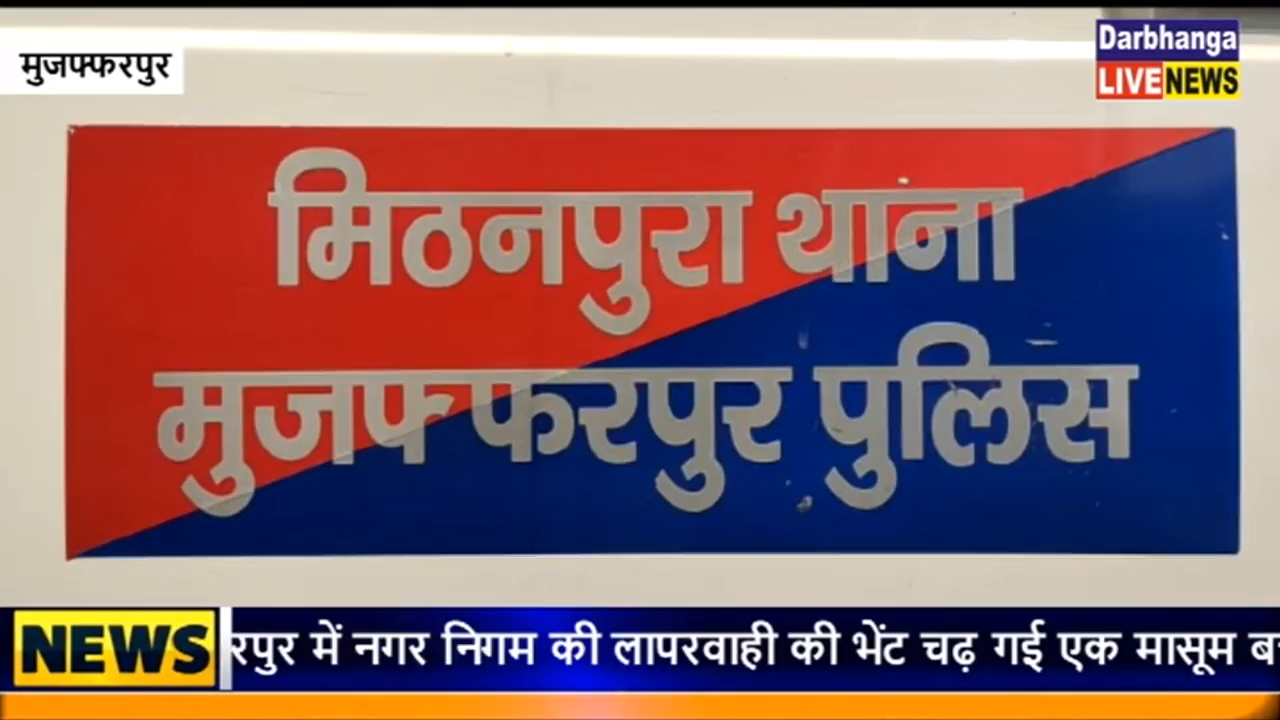 मुजफ्फरपुर
Darbhanga
LIVE NEWS
मिठनपुरा थाना
मुजफ्फरपुर पुलिस
NEWS
रपुर में नगर निगम की लापरवाही की भेंट चढ़ गई एक मासूम